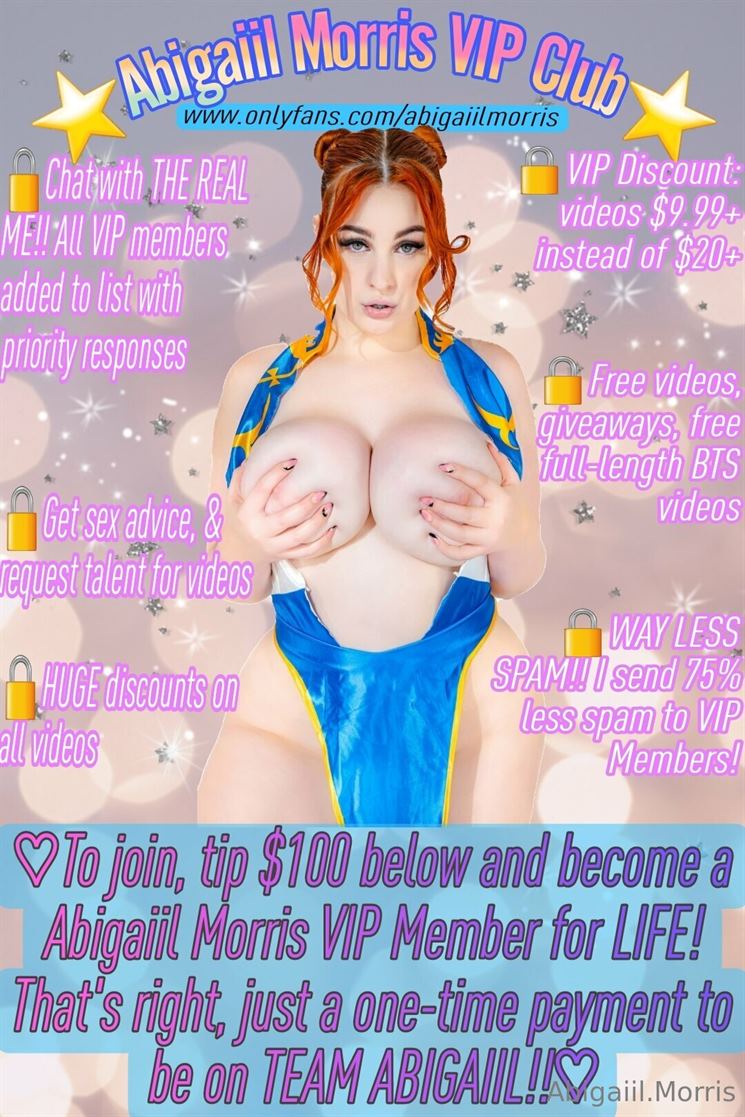 Abigaiil Morris VIP Club
www.onlyfans.com/abigaiilmorris
Chat with THE REAL
ME!! All VIP members
added to list with
priority responses
Get sex advice, &
request talent for videos
HUGE discounts on
all videos
VIP Discount:
videos $9.99+
instead of $20+
Free videos,
giveaways, free
full-length BTS
videos
WAY LESS
SPAM!! I send 75%
less spam to VIP
Members!
♡To join, tip $100 below and become a
Abigaiil Morris VIP Member for LIFE!
That's right, just a one-time payment to
be on TEAM ABIGAIIL!!♡
Abigaiil.Morris